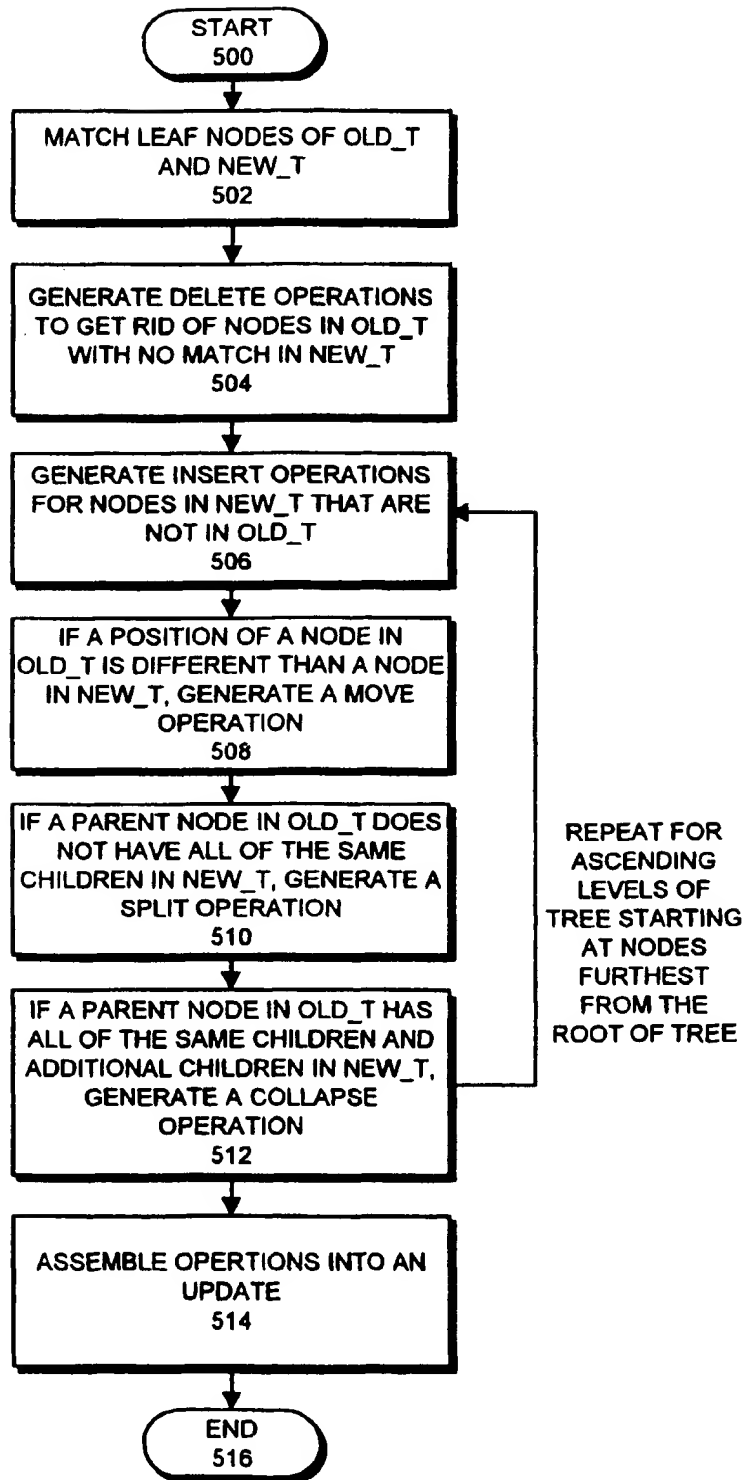 START
500
MATCH LEAF NODES OF OLD_T
AND NEW_T
502
GENERATE DELETE OPERATIONS
TO GET RID OF NODES IN OLD_T
WITH NO MATCH IN NEW_T
504
GENERATE INSERT OPERATIONS
FOR NODES IN NEW_T THAT ARE
NOT IN OLD_T
506
IF A POSITION OF A NODE IN
OLD_T IS DIFFERENT THAN A NODE
IN NEW_T, GENERATE A MOVE
OPERATION
508
IF A PARENT NODE IN OLD_T DOES
NOT HAVE ALL OF THE SAME
CHILDREN IN NEW_T, GENERATE A
SPLIT OPERATION
510
IF A PARENT NODE IN OLD_T HAS
ALL OF THE SAME CHILDREN AND
ADDITIONAL CHILDREN IN NEW_T,
GENERATE A COLLAPSE
OPERATION
512
REPEAT FOR
ASCENDING
LEVELS OF
TREE STARTING
AT NODES
FURTHEST
FROM THE
ROOT OF TREE
ASSEMBLE OPERTIONS INTO AN
UPDATE
514
END
516